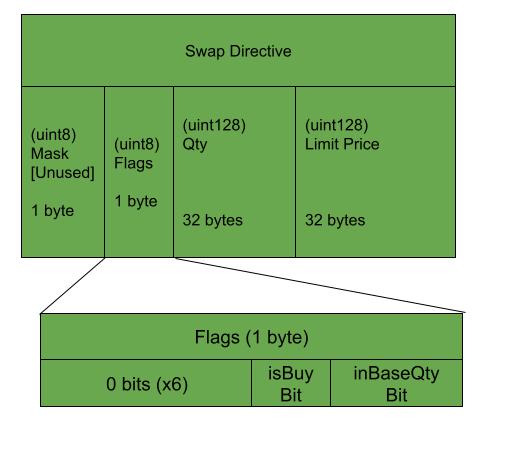 Swap Directive
(uint8)
Mask
[Unused]
1 byte
(uint8)
Flags
1 byte
(uint128)
Qty
32 bytes
(uint128)
Limit Price
32 bytes
Flags (1 byte)
0 bits (x6)
isBuy
Bit
inBaseQty
Bit